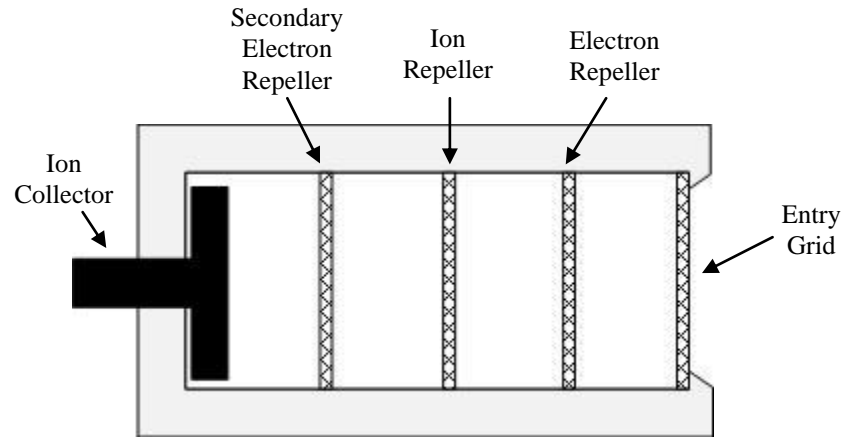 Secondary
Electron
Repeller
Ion
Repeller
Electron
Repeller
Ion
Collector
Entry
Grid